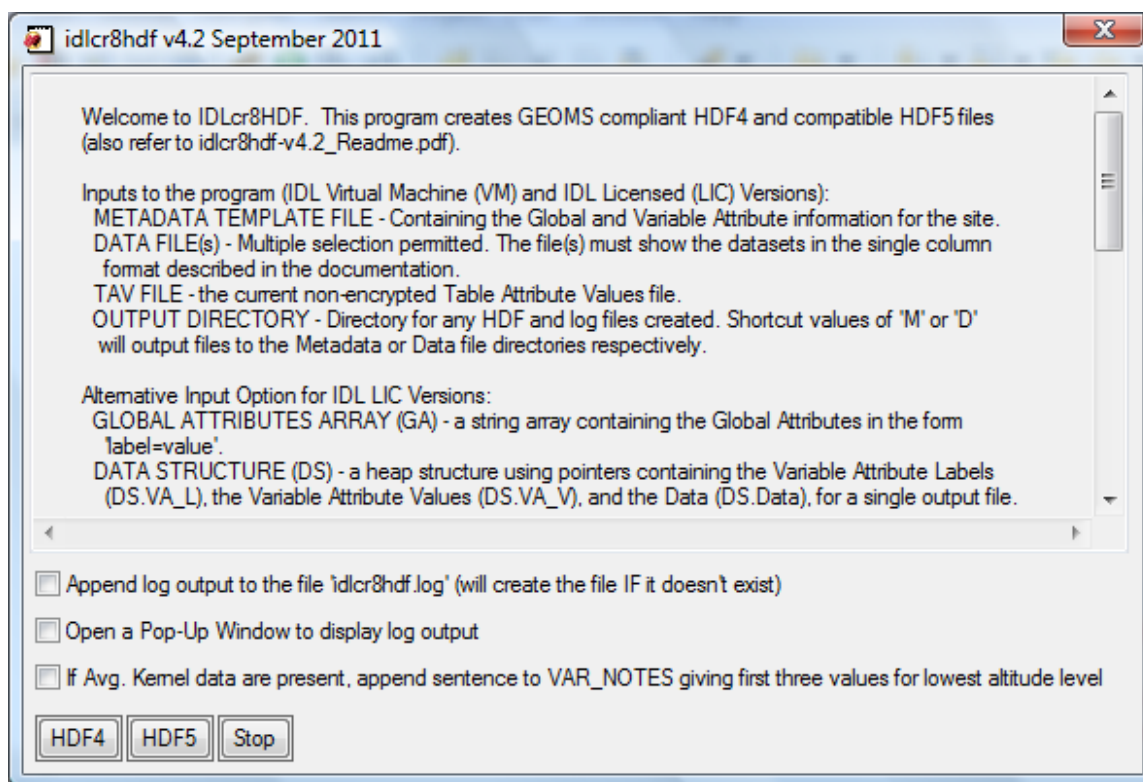 idlcr8hdf v4.2 September 2011
Welcome to IDLcr8HDF. This program creates GEOMS compliant HDF4 and compatible HDF5 files
(also refer to idlcr8hdf-v4.2_Readme.pdf).
Inputs to the program (IDL Virtual Machine (VM) and IDL Licensed (LIC) Versions):
METADATA TEMPLATE FILE - Containing the Global and Variable Attribute information for the site.
DATA FILE(s) - Multiple selection permitted. The file(s) must show the datasets in the single column
format described in the documentation.
TAV FILE - the current non-encrypted Table Attribute Values file.
OUTPUT DIRECTORY - Directory for any HDF and log files created. Shortcut values of 'M' or 'D'
will output files to the Metadata or Data file directories respectively.
Alternative Input Option for IDL LIC Versions:
GLOBAL ATTRIBUTES ARRAY (GA) - a string array containing the Global Attributes in the form
'label=value'.
DATA STRUCTURE (DS) - a heap structure using pointers containing the Variable Attribute Labels
(DS.VA_L), the Variable Attribute Values (DS.VA_V), and the Data (DS.Data), for a single output file.
Append log output to the file 'idlcr8hdf.log' (will create the file IF it doesn't exist)
Open a Pop-Up Window to display log output
If Avg. Kernel data are present, append sentence to VAR_NOTES giving first three values for lowest altitude level
HDF4 HDF5 Stop